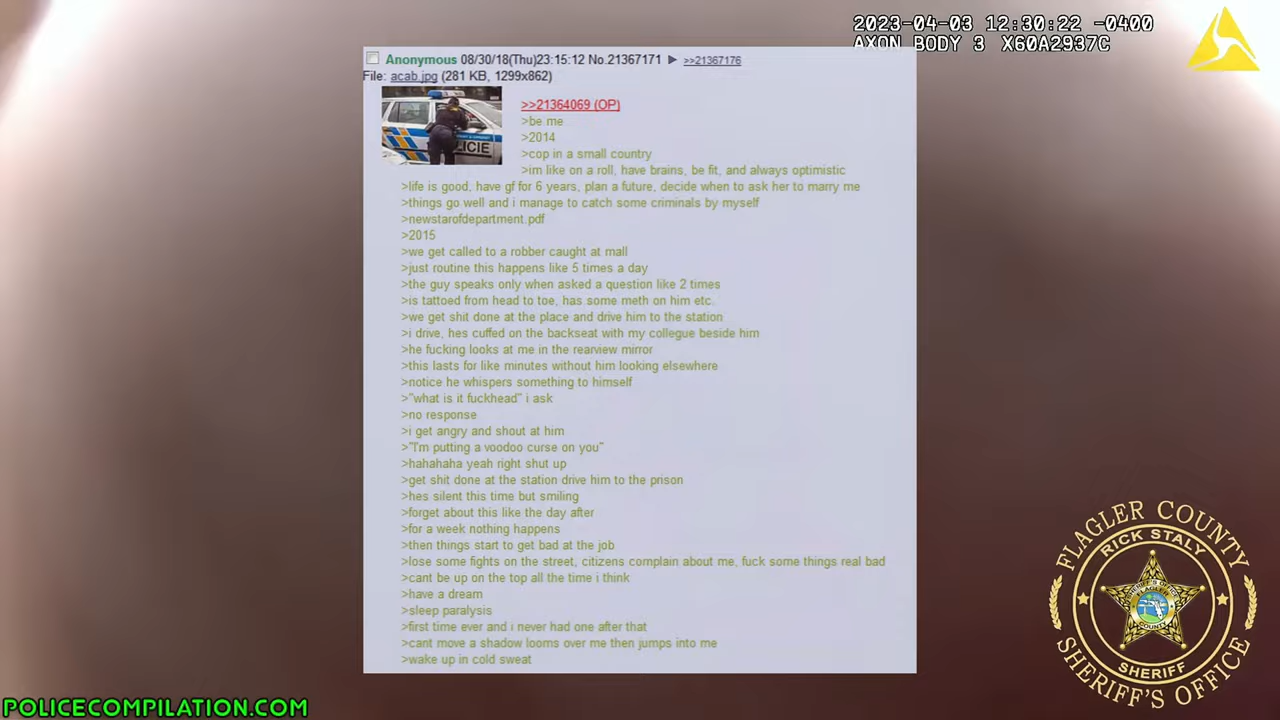 2023-04-03 12:30:22 -0400
AXON BODY 3 X60A2937C
Anonymous 08/30/18(Thu)23:15:12 No.21367171 ▶ >>21367176
File: acab.jpg (281 KB, 1299x862)
LICIE
>>21364069 (OP)
>be me
>2014
>cop in a small country
>im like on a roll, have brains, be fit, and always optimistic
>life is good, have gf for 6 years, plan a future, decide when to ask her to marry me
>things go well and i manage to catch some criminals by myself
>newstarofdepartment.pdf
>2015
>we get called to a robber caught at mall
>just routine this happens like 5 times a day
>the guy speaks only when asked a question like 2 times
>is tattoed from head to toe, has some meth on him etc.
>we get shit done at the place and drive him to the station
>i drive, hes cuffed on the backseat with my collegue beside him
>he fucking looks at me in the rearview mirror
>this lasts for like minutes without him looking elsewhere
>notice he whispers something to himself
>"what is it fuckhead" i ask
>no response
>i get angry and shout at him
>"I'm putting a voodoo curse on you"
>hahahaha yeah right shut up
>get shit done at the station drive him to the prison
>hes silent this time but smiling
>forget about this like the day after
>for a week nothing happens
>then things start to get bad at the job
>lose some fights on the street, citizens complain about me, fuck some things real bad
>cant be up on the top all the time i think
>have a dream
>sleep paralysis
>first time ever and i never had one after that
>cant move a shadow looms over me then jumps into me
>wake up in cold sweat
FLAGLER COUNTY
RICK STALY
SHERIFF
SHERIFF'S OFFICE
POLICECOMPILATION.COM